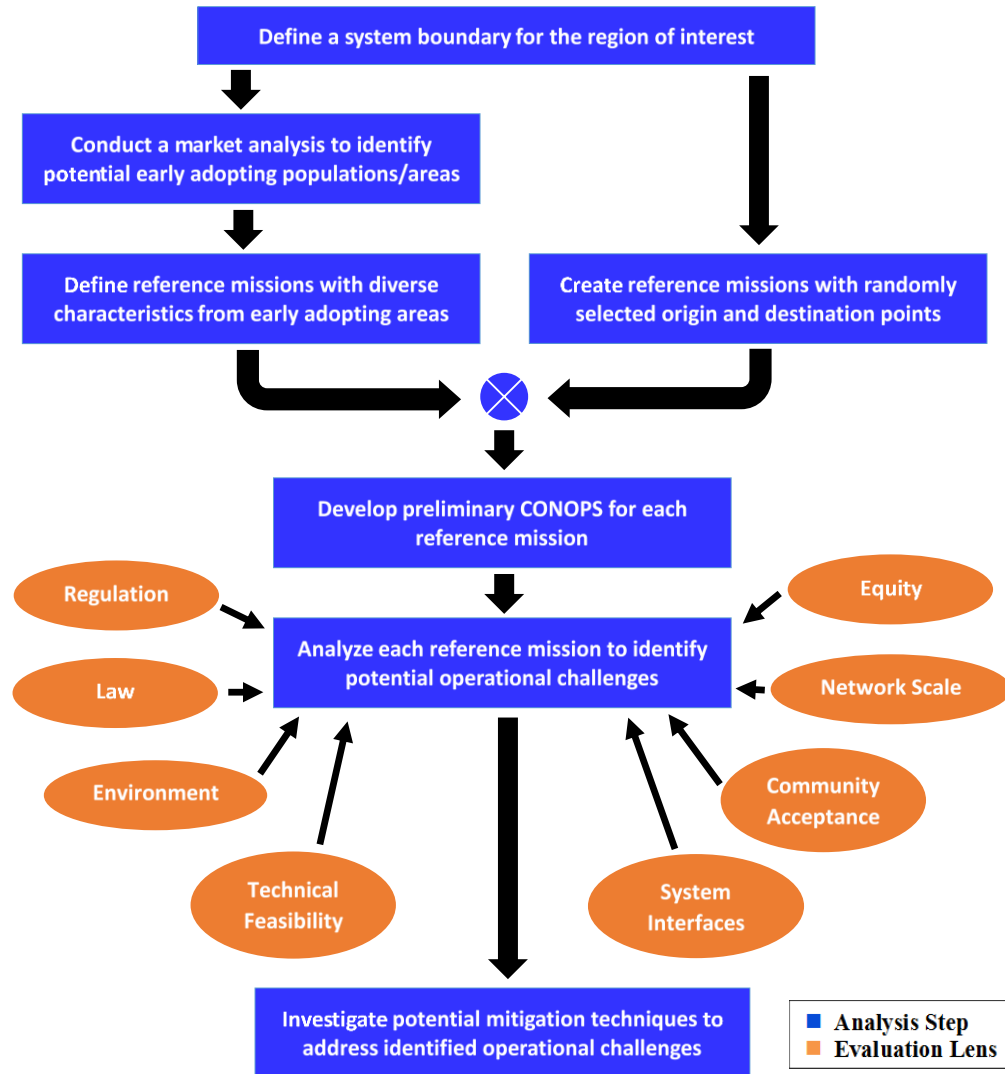 Define a system boundary for the region of interest
Conduct a market analysis to identify
potential early adopting populations/areas
Define reference missions with diverse
characteristics from early adopting areas
Create reference missions with randomly
selected origin and destination points
Develop preliminary CONOPS for each
reference mission
Regulation
Equity
Analyze each reference mission to identify
potential operational challenges
Law
Network Scale
Environment
Community
Acceptance
Technical
Feasibility
System
Interfaces
Investigate potential mitigation techniques to
address identified operational challenges
Analysis Step
Evaluation Lens